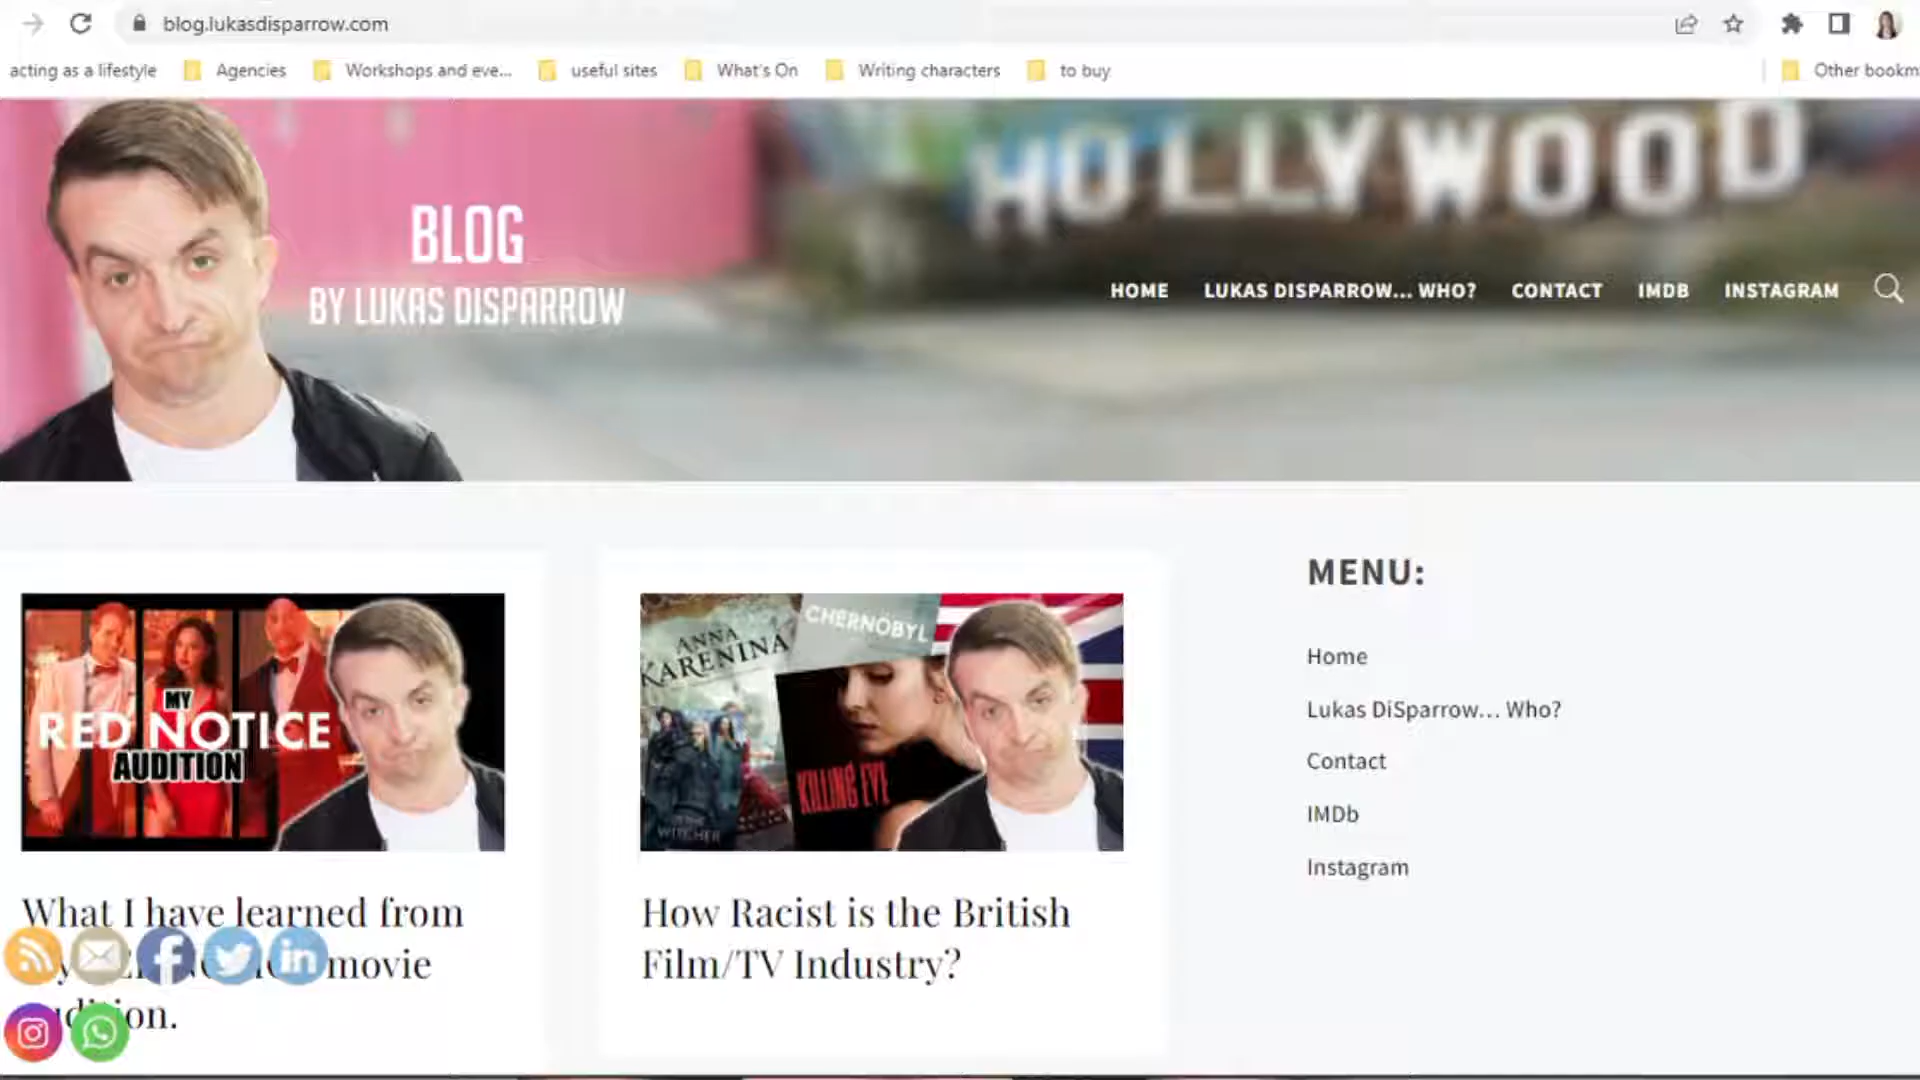 blog.lukasdisparrow.com
acting as a lifestyle
Agencies
Workshops and eve...
useful sites
What's On
Writing characters
to buy
Other bookm
HOLLYWOOD
BLOG
BY LUKAS DISPARROW
HOME
LUKAS DISPARROW... WHO?
CONTACT
IMDB
INSTAGRAM
MENU:
Home
Lukas DiSparrow... Who?
Contact
IMDb
Instagram
MY
RED NOTICE
AUDITION
What I have learned from
movie
on.
ANNA
KARENINA
CHERNOBYL
KILLING EVE
WITCHER
How Racist is the British
Film/TV Industry?